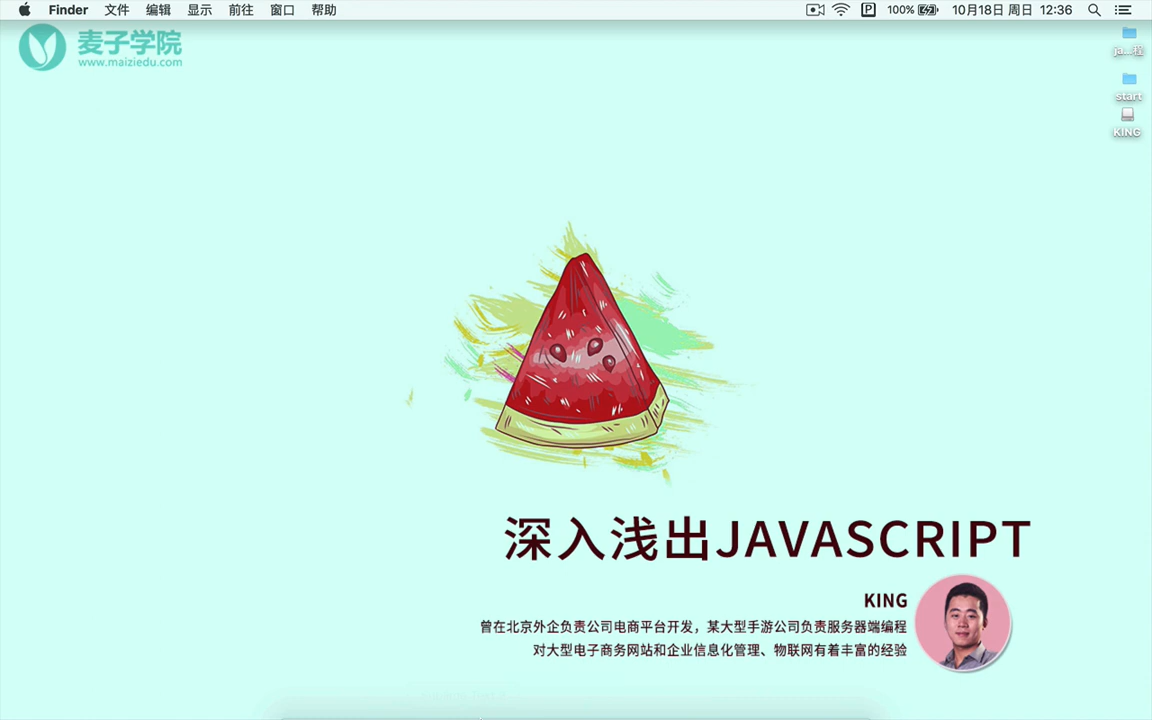 Finder 文件 编辑 显示 前往 窗口 帮助 100% 10月18日 周日 12:36
麦子学院
www.maiziedu.com
ja...程
start
KING
深入浅出JAVASCRIPT
KING
曾在北京外企负责公司电商平台开发，某大型手游公司负责服务器端编程
对大型电子商务网站和企业信息化管理、物联网有着丰富的经验